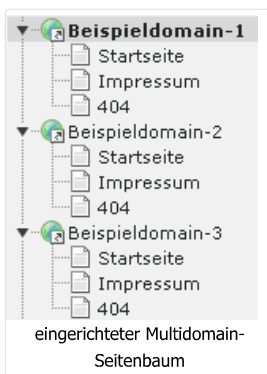 Beispieldomain-1
Startseite
Impressum
404
Beispieldomain-2
Startseite
Impressum
404
Beispieldomain-3
Startseite
Impressum
404
eingerichteter Multidomain-
Seitenbaum